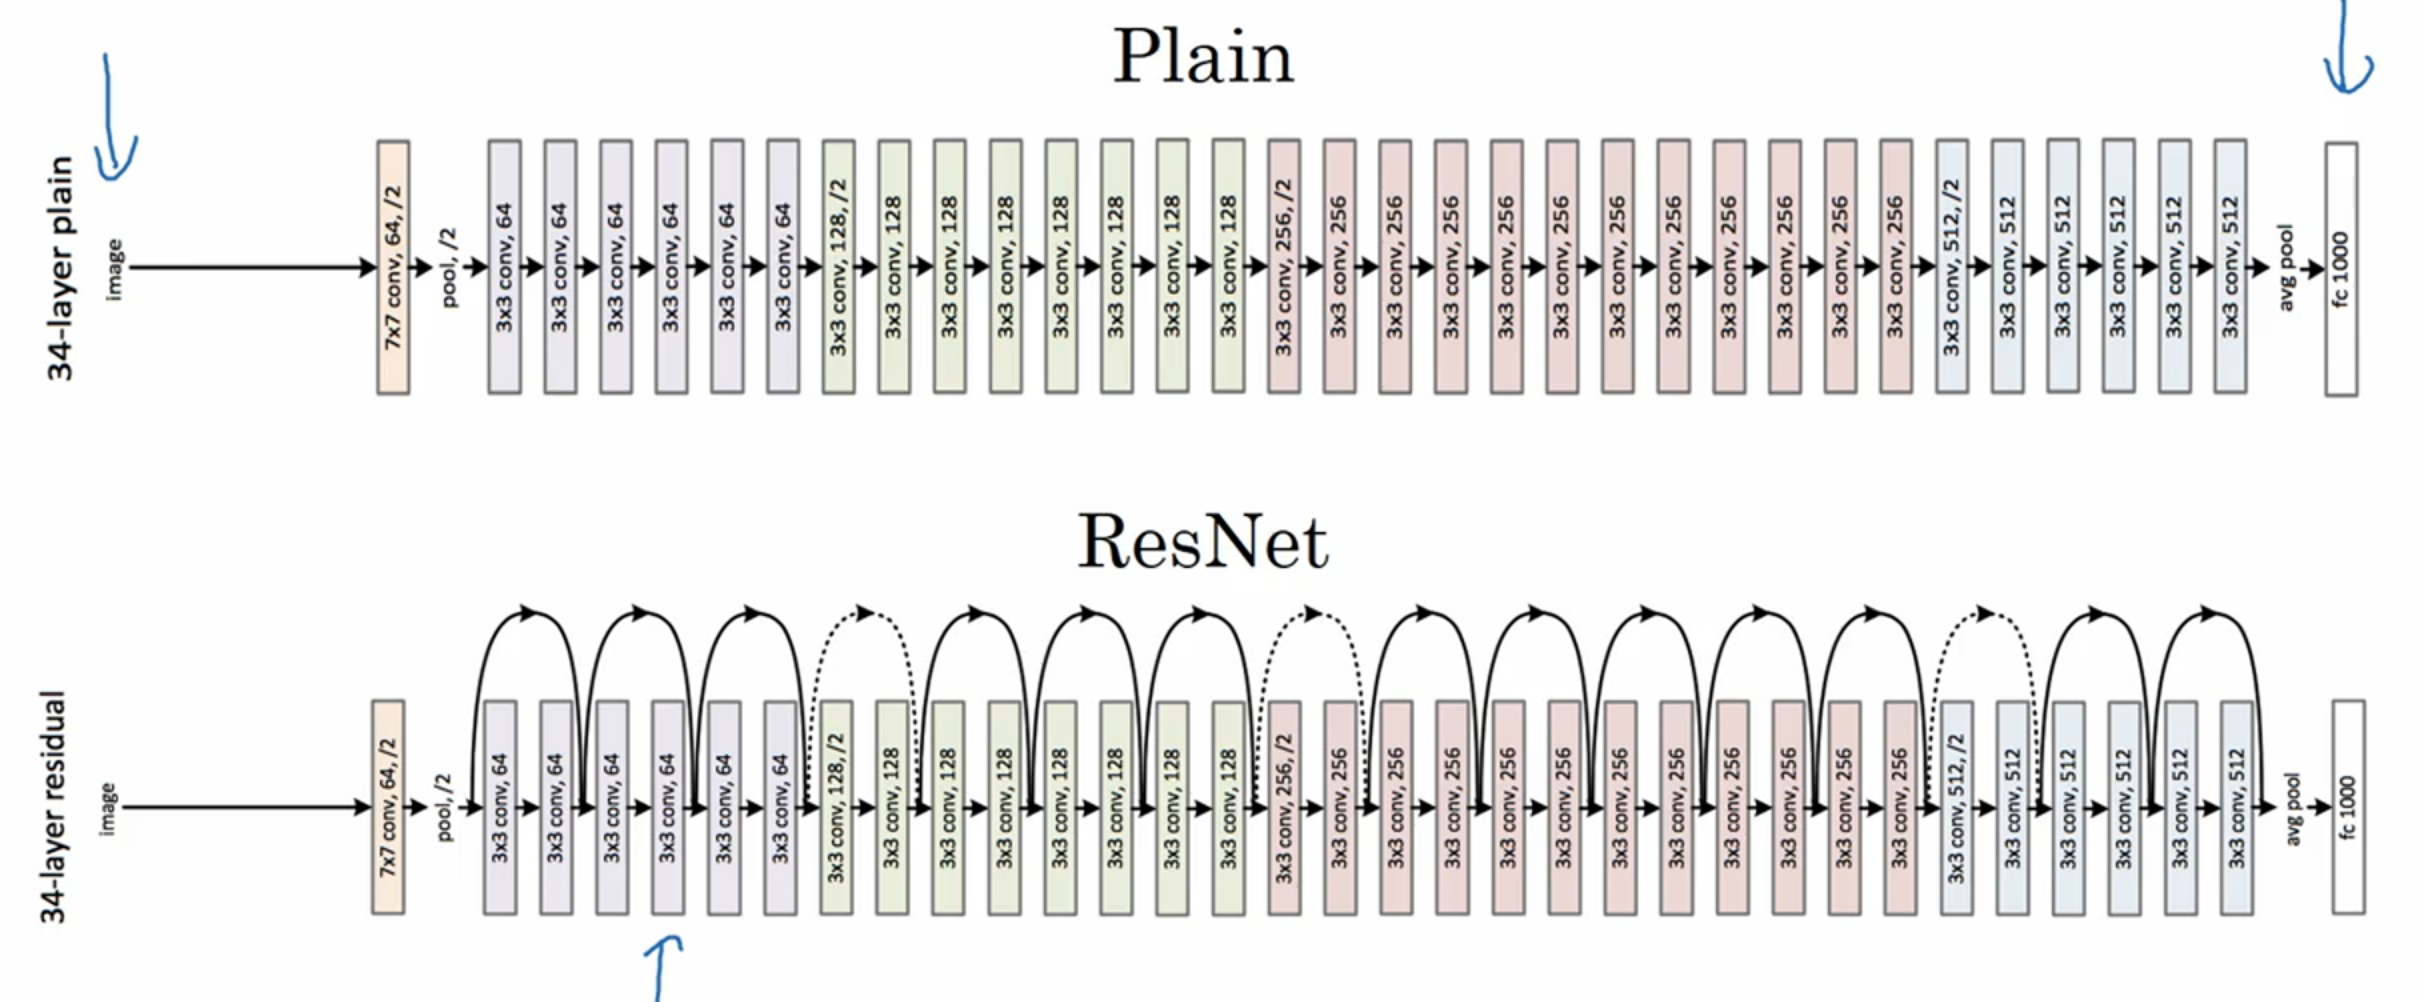 Plain
34-layer plain
image
7x7 conv, 64, /2
pool, /2
3x3 conv, 64
3x3 conv, 64
3x3 conv, 64
3x3 conv, 64
3x3 conv, 64
3x3 conv, 64
3x3 conv, 128, /2
3x3 conv, 128
3x3 conv, 128
3x3 conv, 128
3x3 conv, 128
3x3 conv, 128
3x3 conv, 128
3x3 conv, 128
3x3 conv, 256, /2
3x3 conv, 256
3x3 conv, 256
3x3 conv, 256
3x3 conv, 256
3x3 conv, 256
3x3 conv, 256
3x3 conv, 256
3x3 conv, 256
3x3 conv, 256
3x3 conv, 256
3x3 conv, 256
3x3 conv, 512, /2
3x3 conv, 512
3x3 conv, 512
3x3 conv, 512
3x3 conv, 512
3x3 conv, 512
avg pool
fc 1000
ResNet
34-layer residual
image
7x7 conv, 64, /2
pool, /2
3x3 conv, 64
3x3 conv, 64
3x3 conv, 64
3x3 conv, 64
3x3 conv, 64
3x3 conv, 64
3x3 conv, 128, /2
3x3 conv, 128
3x3 conv, 128
3x3 conv, 128
3x3 conv, 128
3x3 conv, 128
3x3 conv, 128
3x3 conv, 128
3x3 conv, 256, /2
3x3 conv, 256
3x3 conv, 256
3x3 conv, 256
3x3 conv, 256
3x3 conv, 256
3x3 conv, 256
3x3 conv, 256
3x3 conv, 256
3x3 conv, 256
3x3 conv, 256
3x3 conv, 256
3x3 conv, 512, /2
3x3 conv, 512
3x3 conv, 512
3x3 conv, 512
3x3 conv, 512
3x3 conv, 512
avg pool
fc 1000